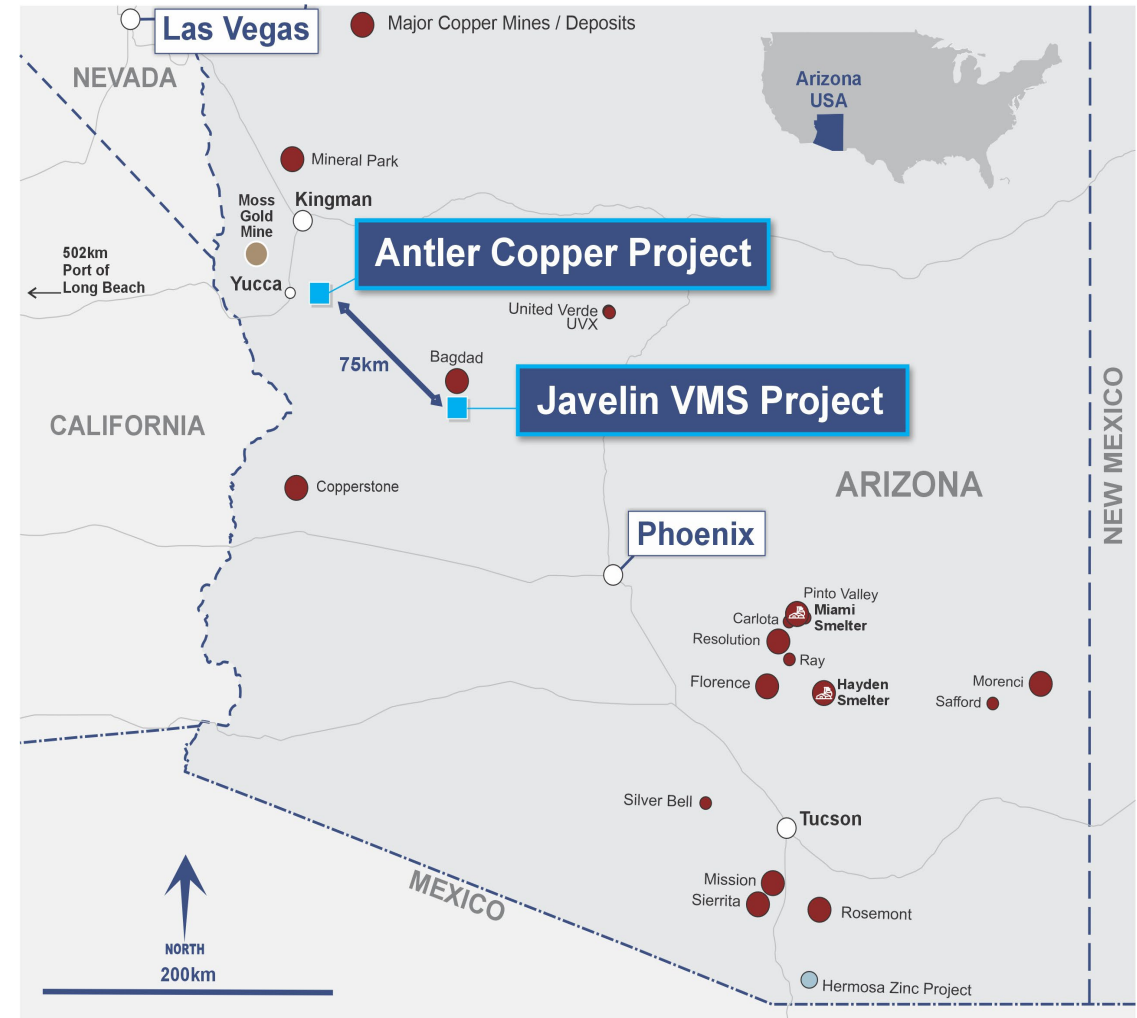 Las Vegas
Major Copper Mines / Deposits
NEVADA
Arizona
USA
Mineral Park
Moss
Gold
Mine
Kingman
Antler Copper Project
502km
Port of
Long Beach
Yucca
United Verde
UVX
75km
Bagdad
Javelin VMS Project
CALIFORNIA
NEW MEXICO
ARIZONA
Copperstone
Phoenix
Pinto Valley
Carlota
Miami
Smelter
Resolution
Ray
Florence
Hayden
Smelter
Morenci
Safford
Silver Bell
Tucson
MEXICO
Mission
Sierrita
Rosemont
NORTH
200km
Hermosa Zinc Project